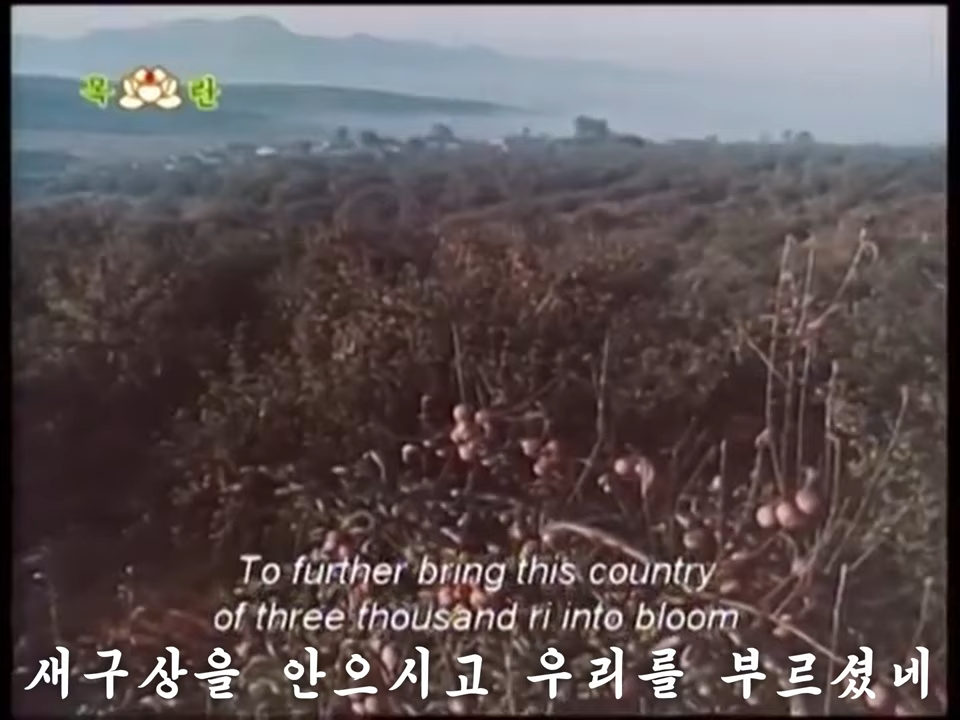 목란
To further bring this country
of three thousand ri into bloom
새구상을 안으시고 우리를 부르셨네